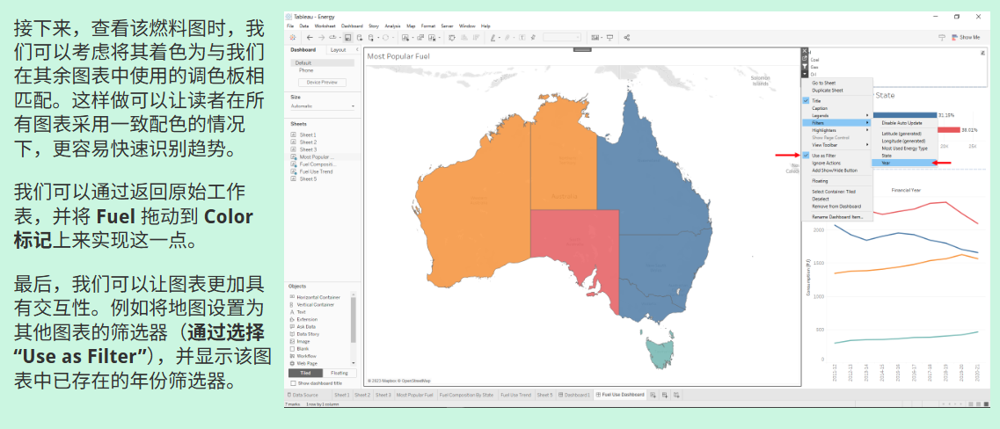 接下来，查看该燃料图时，我
们可以考虑将其着色为与我们
在其余图表中使用的调色板相
匹配。这样做可以让读者在所
有图表采用一致配色的情况
下，更容易快速识别趋势。
我们可以通过返回原始工作
表，并将 Fuel 拖动到 Color
标记上来实现这一点。
最后，我们可以让图表更加具
有交互性。例如将地图设置为
其他图表的筛选器（通过选择
“Use as Filter”），并显示该图
表中已存在的年份筛选器。
Tableau - Energy
File Data Worksheet Dashboard Story Analysis Map Format Server Window Help
Show Me
Dashboard Layout
Default
Phone
Device Preview
Size
Automatic
Sheets
Sheet 1
Sheet 2
Sheet 3
Most Popular ...
Fuel Compositi...
Fuel Use Trend
Sheet 5
Objects
Horizontal Container
Vertical Container
Text
Extension
Ask Data
Data Story
Image
Blank
Workflow
Web Page
Tiled Floating
Show dashboard title
Most Popular Fuel
Solomon
Islands
© 2023 Mapbox © OpenStreetMap
Coal
Gas
Oil
Go to Sheet
Duplicate Sheet
Title
Caption
Legends
Filters
Highlighters
Show Page Control
View Toolbar
Use as Filter
Ignore Actions
Add Show/Hide Button
Floating
Select Container: Tiled
Deselect
Remove from Dashboard
Rename Dashboard Item...
Disable Auto Update
Latitude (generated)
Longitude (generated)
Most Used Energy Type
State
Year
State
31.15%
36.01%
20K 25K
Financial Year
Consumption (PJ)
2000
1500
1000
500
0
2011-12 2012-13 2013-14 2014-15 2015-16 2016-17 2017-18 2018-19 2019-20 2020-21
Data Source Sheet 1 Sheet 2 Sheet 3 Most Popular Fuel Fuel Composition By State Fuel Use Trend Sheet 5 Dashboard 1 Fuel Use Dashboard
7 marks 1 row by 1 column